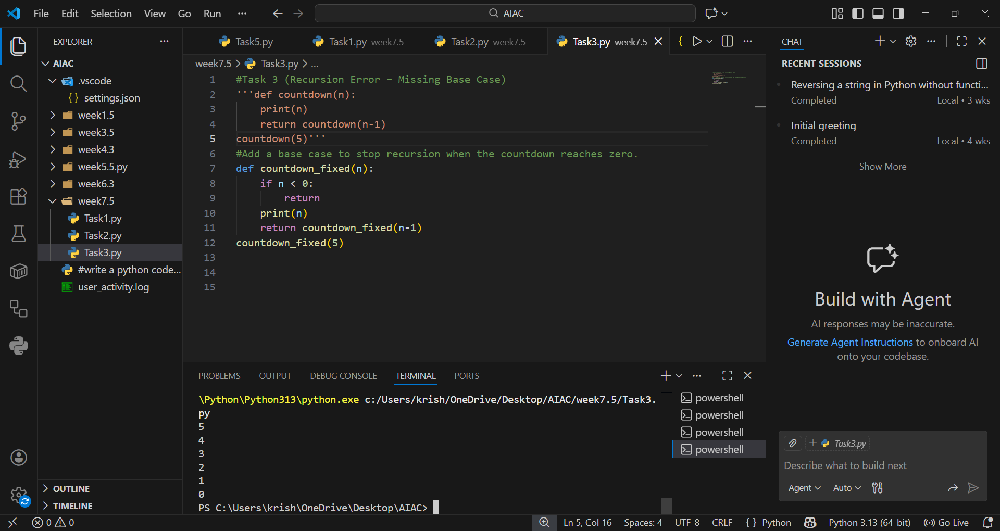 File Edit Selection View Go Run ··· AIAC
EXPLORER ···
AIAC
.vscode
{ } settings.json
week1.5
week3.5
week4.3
week5.5.py
week6.3
week7.5
Task1.py
Task2.py
Task3.py
#write a python code...
user_activity.log
OUTLINE
TIMELINE
Task5.py Task1.py week7.5 Task2.py week7.5 Task3.py week7.5
week7.5 > Task3.py > ...
1 #Task 3 (Recursion Error – Missing Base Case)
2 '''def countdown(n):
3 print(n)
4 return countdown(n-1)
5 countdown(5)'''
6 #Add a base case to stop recursion when the countdown reaches zero.
7 def countdown_fixed(n):
8 if n < 0:
9 return
10 print(n)
11 return countdown_fixed(n-1)
12 countdown_fixed(5)
13
14
15
PROBLEMS OUTPUT DEBUG CONSOLE TERMINAL PORTS
\Python\Python313\python.exe c:/Users/krish/OneDrive/Desktop/AIAC/week7.5/Task3.
py
5
4
3
2
1
0
PS C:\Users\krish\OneDrive\Desktop\AIAC>
powershell
powershell
powershell
powershell
CHAT
RECENT SESSIONS
Reversing a string in Python without functi...
Completed Local • 3 wks
Initial greeting
Completed Local • 4 wks
Show More
Build with Agent
AI responses may be inaccurate.
Generate Agent Instructions to onboard AI
onto your codebase.
Task3.py
Describe what to build next
Agent Auto
0 0 Ln 5, Col 16 Spaces: 4 UTF-8 CRLF { } Python Python 3.13 (64-bit) Go Live